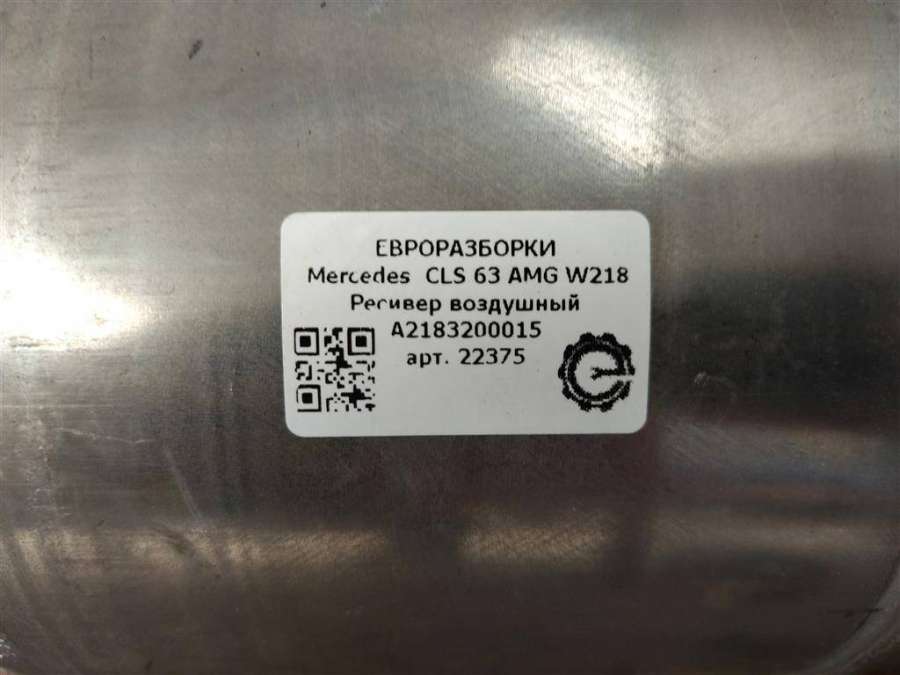 ЕВРОРАЗБОРКИ
Mercedes CLS 63 AMG W218
Ресивер воздушный
A2183200015
арт. 22375